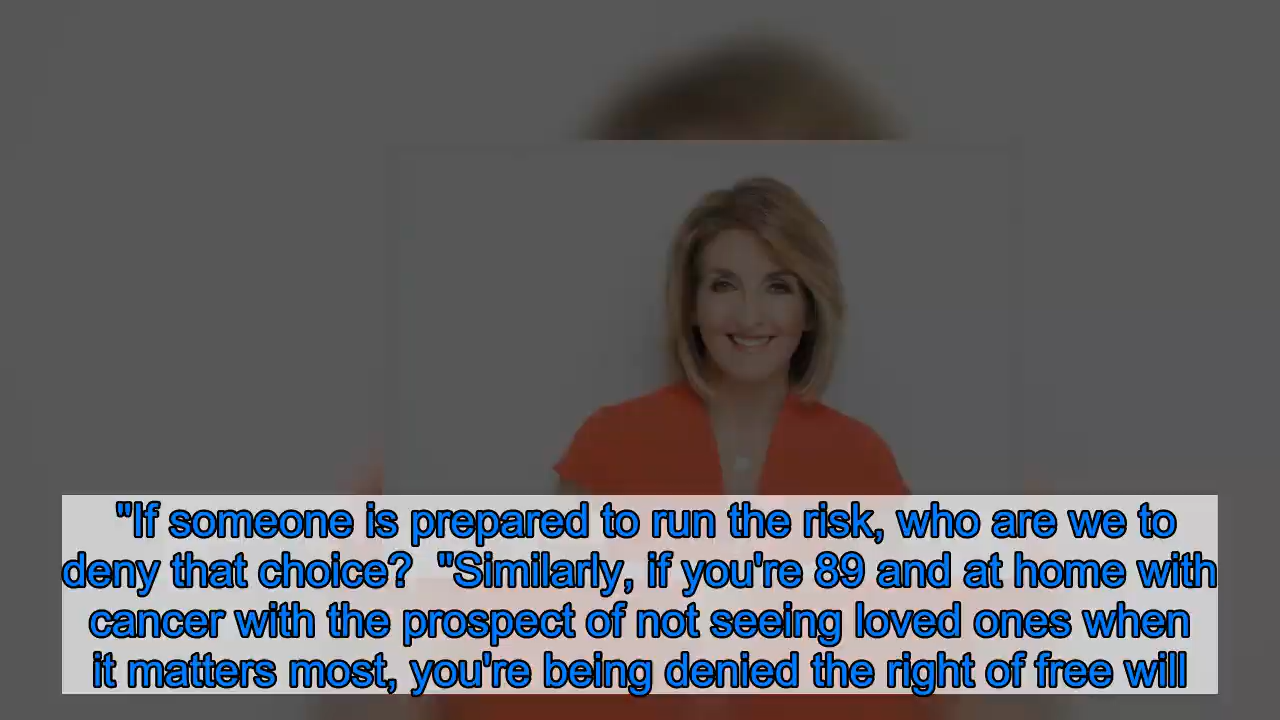 "If someone is prepared to run the risk, who are we to
deny that choice?  "Similarly, if you're 89 and at home with
cancer with the prospect of not seeing loved ones when
it matters most, you're being denied the right of free will